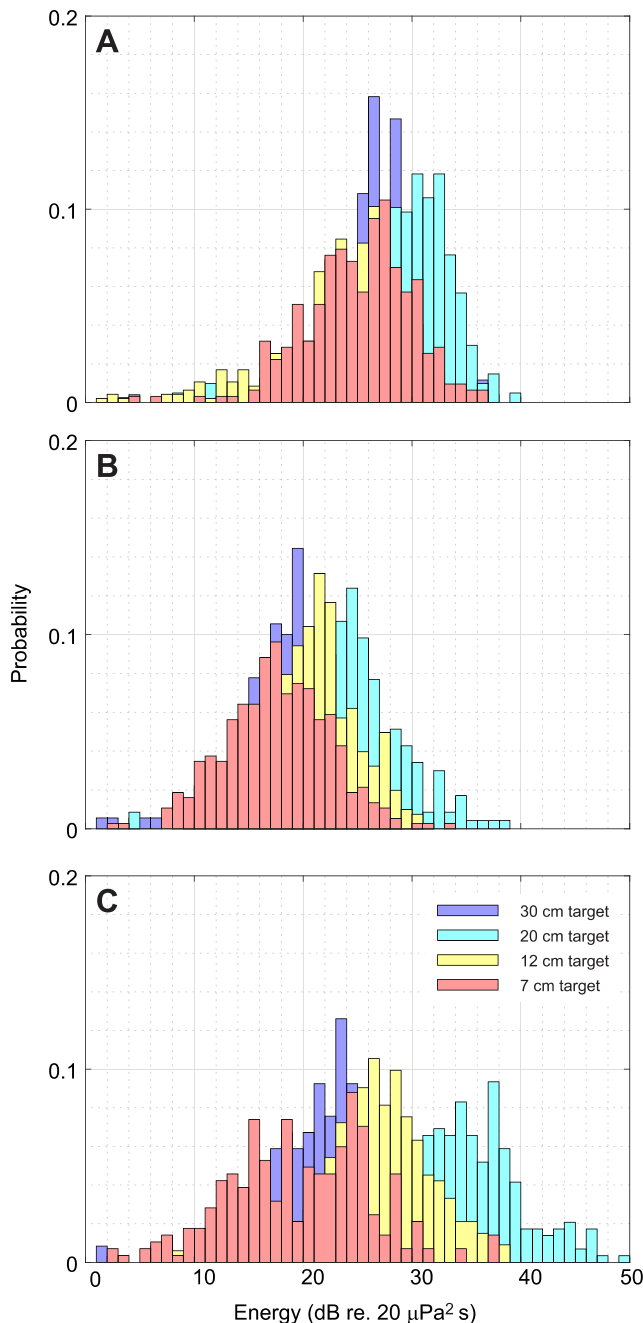 0.2
A
0.1
0
0.2
B
0.1
0
Probability
0.2
C
30 cm target
20 cm target
12 cm target
7 cm target
0.1
0
0 10 20 30 40 50
Energy (dB re. 20 μPa² s)